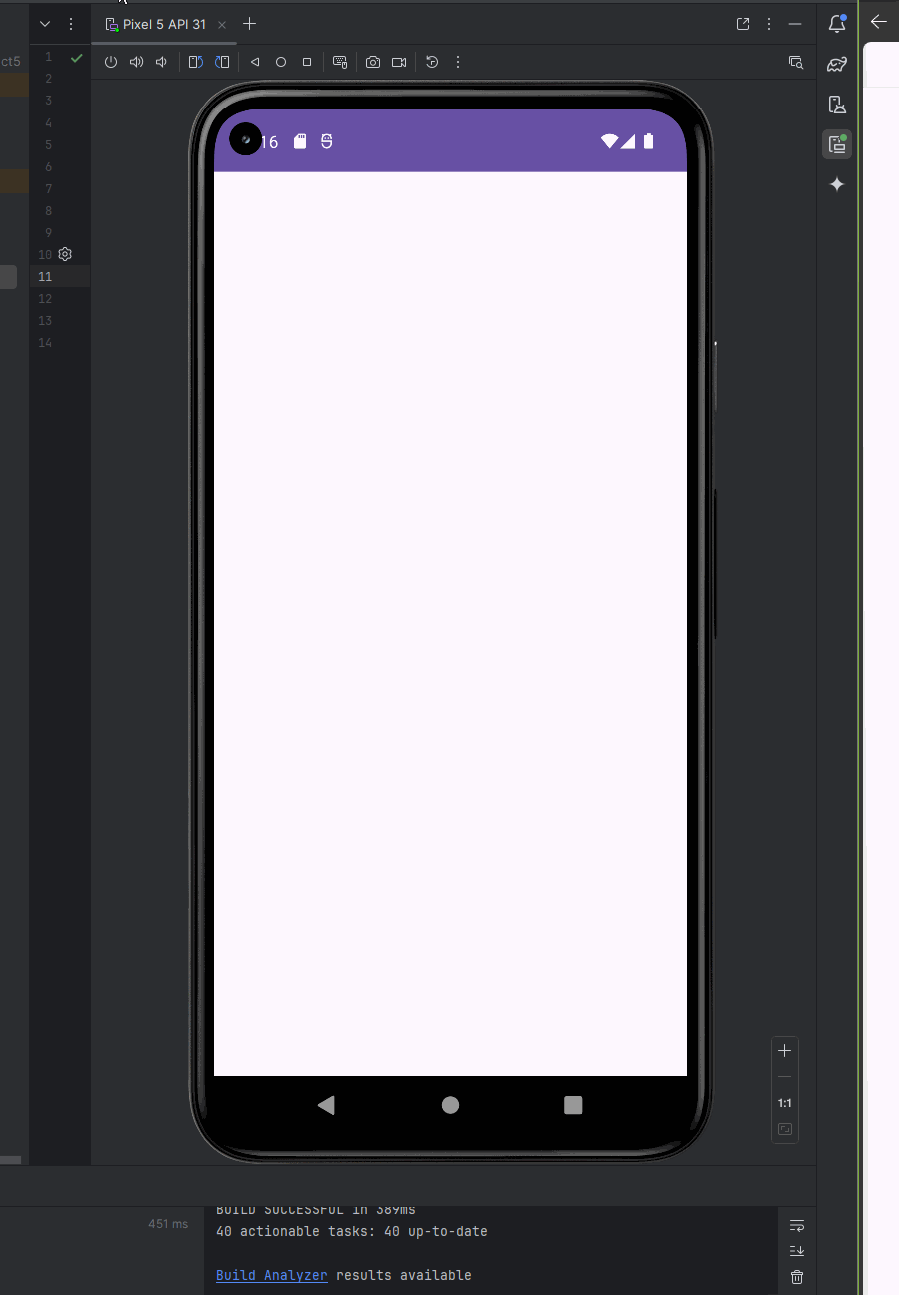 Pixel 5 API 31
ct5
1
2
3
4
5
6
7
8
9
10
11
12
13
14
16
1:1
451 ms
BUILD SUCCESSFUL in 389ms
40 actionable tasks: 40 up-to-date
Build Analyzer results available